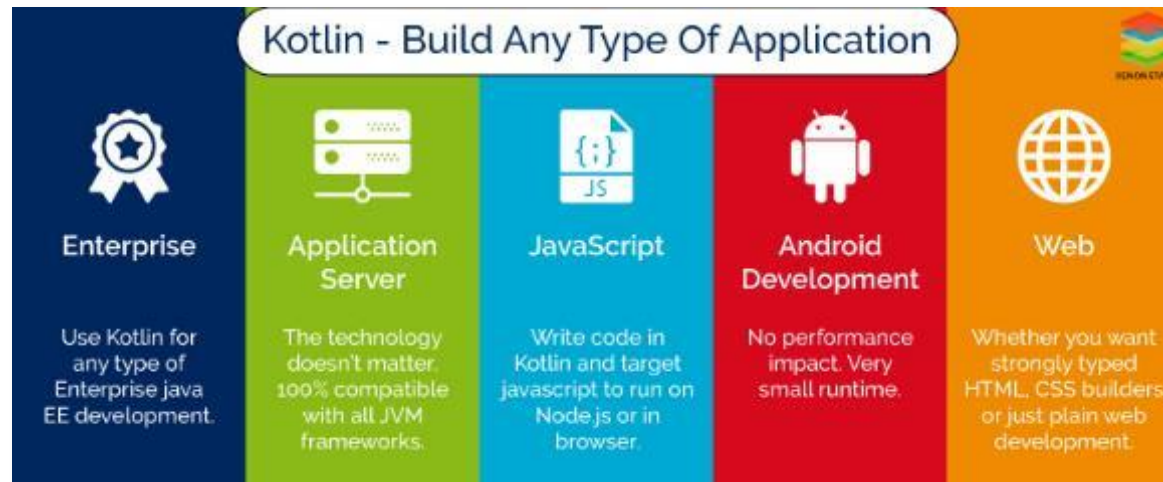 Kotlin - Build Any Type Of Application
Enterprise
Use Kotlin for
any type of
Enterprise java
EE development.
Application
Server
The technology
doesn't matter.
100% compatible
with all JVM
frameworks.
{;}
JS
JavaScript
Write code in
Kotlin and target
javascript to run on
Node.js or in
browser.
Android
Development
No performance
impact. Very
small runtime.
Web
Whether you want
strongly typed
HTML, CSS builders
or just plain web
development.